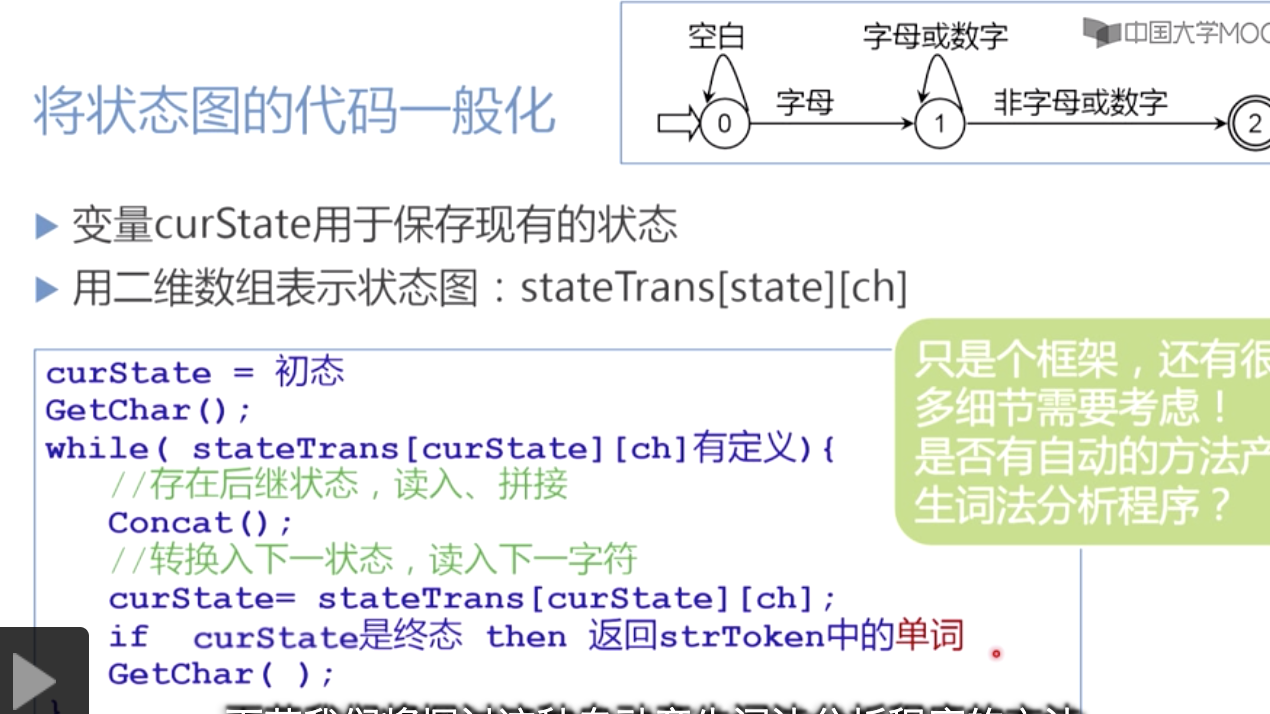 空白
字母或数字
中国大学MOO
将状态图的代码一般化
字母
非字母或数字
0
1
2
▶ 变量curState用于保存现有的状态
▶ 用二维数组表示状态图：stateTrans[state][ch]
curState = 初态
GetChar();
while( stateTrans[curState][ch]有定义){
//存在后继状态，读入、拼接
Concat();
//转换入下一状态，读入下一字符
curState= stateTrans[curState][ch];
if curState是终态 then 返回strToken中的单词
GetChar( );
}
只是个框架，还有很
多细节需要考虑！
是否有自动的方法产
生词法分析程序？